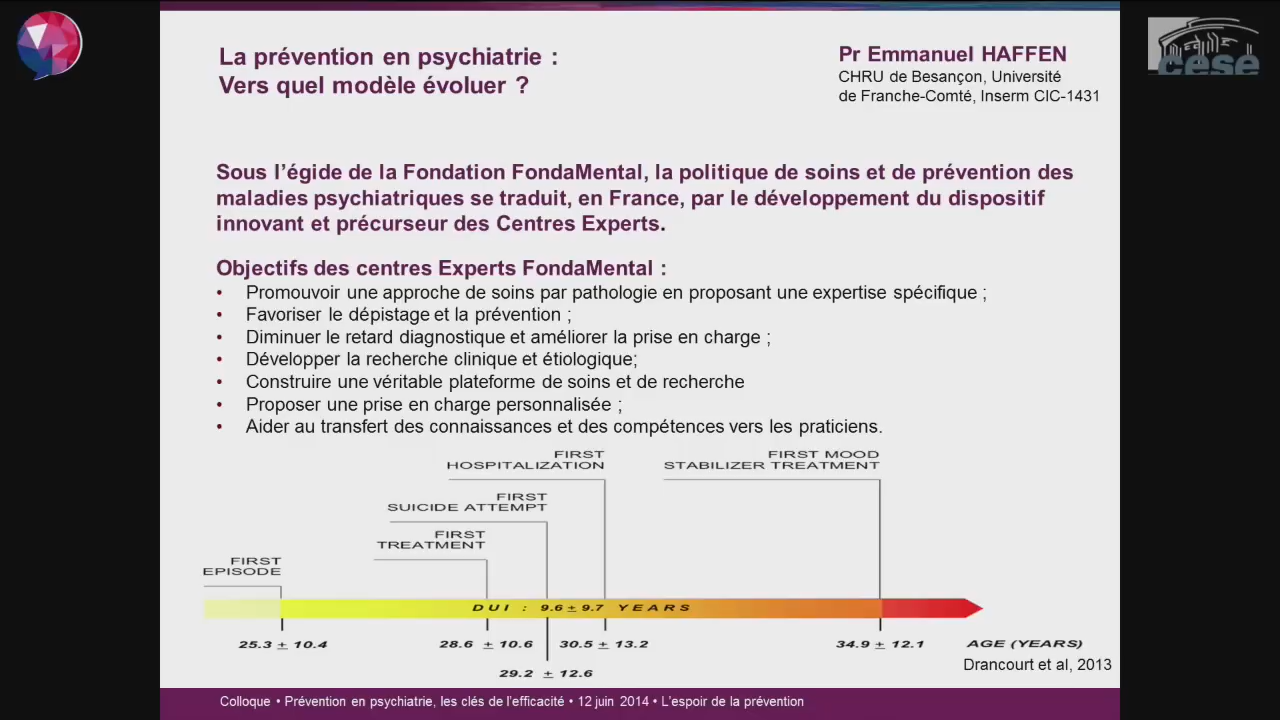 La prévention en psychiatrie :
Vers quel modèle évoluer ?
Pr Emmanuel HAFFEN
CHRU de Besançon, Université
de Franche-Comté, Inserm CIC-1431
cese
Sous l’égide de la Fondation FondaMental, la politique de soins et de prévention des
maladies psychiatriques se traduit, en France, par le développement du dispositif
innovant et précurseur des Centres Experts.
Objectifs des centres Experts FondaMental :
• Promouvoir une approche de soins par pathologie en proposant une expertise spécifique ;
• Favoriser le dépistage et la prévention ;
• Diminuer le retard diagnostique et améliorer la prise en charge ;
• Développer la recherche clinique et étiologique;
• Construire une véritable plateforme de soins et de recherche
• Proposer une prise en charge personnalisée ;
• Aider au transfert des connaissances et des compétences vers les praticiens.
FIRST
HOSPITALIZATION
FIRST MOOD
STABILIZER TREATMENT
FIRST
SUICIDE ATTEMPT
FIRST
TREATMENT
FIRST
EPISODE
DUI : 9.6 ± 9.7 YEARS
25.3 ± 10.4
28.6 ± 10.6
30.5 ± 13.2
34.9 ± 12.1
AGE (YEARS)
29.2 ± 12.6
Drancourt et al, 2013
Colloque • Prévention en psychiatrie, les clés de l’efficacité • 12 juin 2014 • L’espoir de la prévention